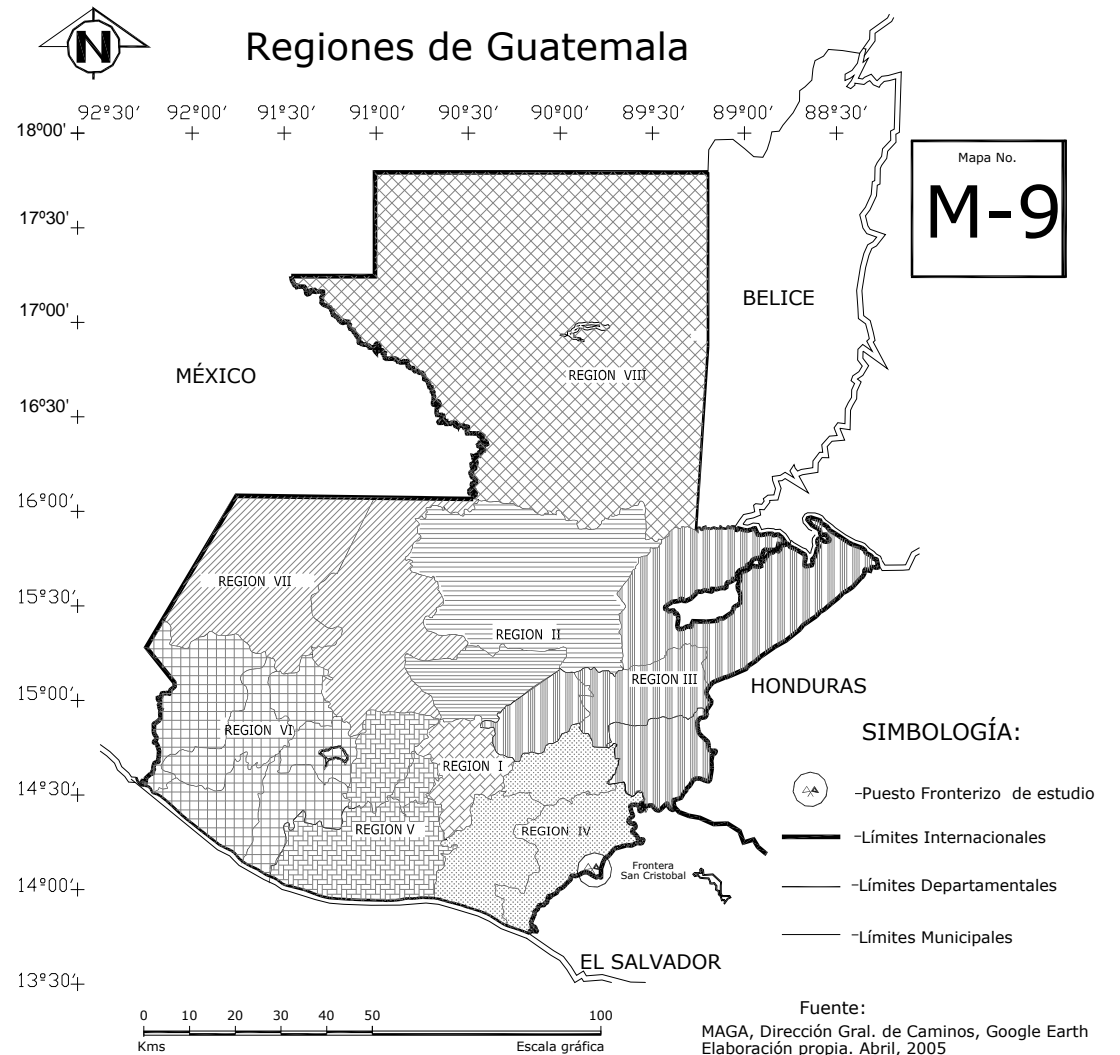 N
Regiones de Guatemala
92º30' 92º00' 91º30' 91º00' 90º30' 90º00' 89º30' 89º00' 88º30'
18º00'
Mapa No.
M-9
17º30'
BELICE
17º00'
MÉXICO
REGION VIII
16º30'
16º00'
REGION VII
15º30'
REGION II
REGION III
HONDURAS
15º00'
REGION VI
SIMBOLOGÍA:
REGION I
14º30'
-Puesto Fronterizo de estudio
REGION V
REGION IV
-Límites Internacionales
Frontera
San Cristobal
14º00'
-Límites Departamentales
-Límites Municipales
EL SALVADOR
13º30'
0 10 20 30 40 50 100
Kms Escala gráfica
Fuente:
MAGA, Dirección Gral. de Caminos, Google Earth
Elaboración propia. Abril, 2005